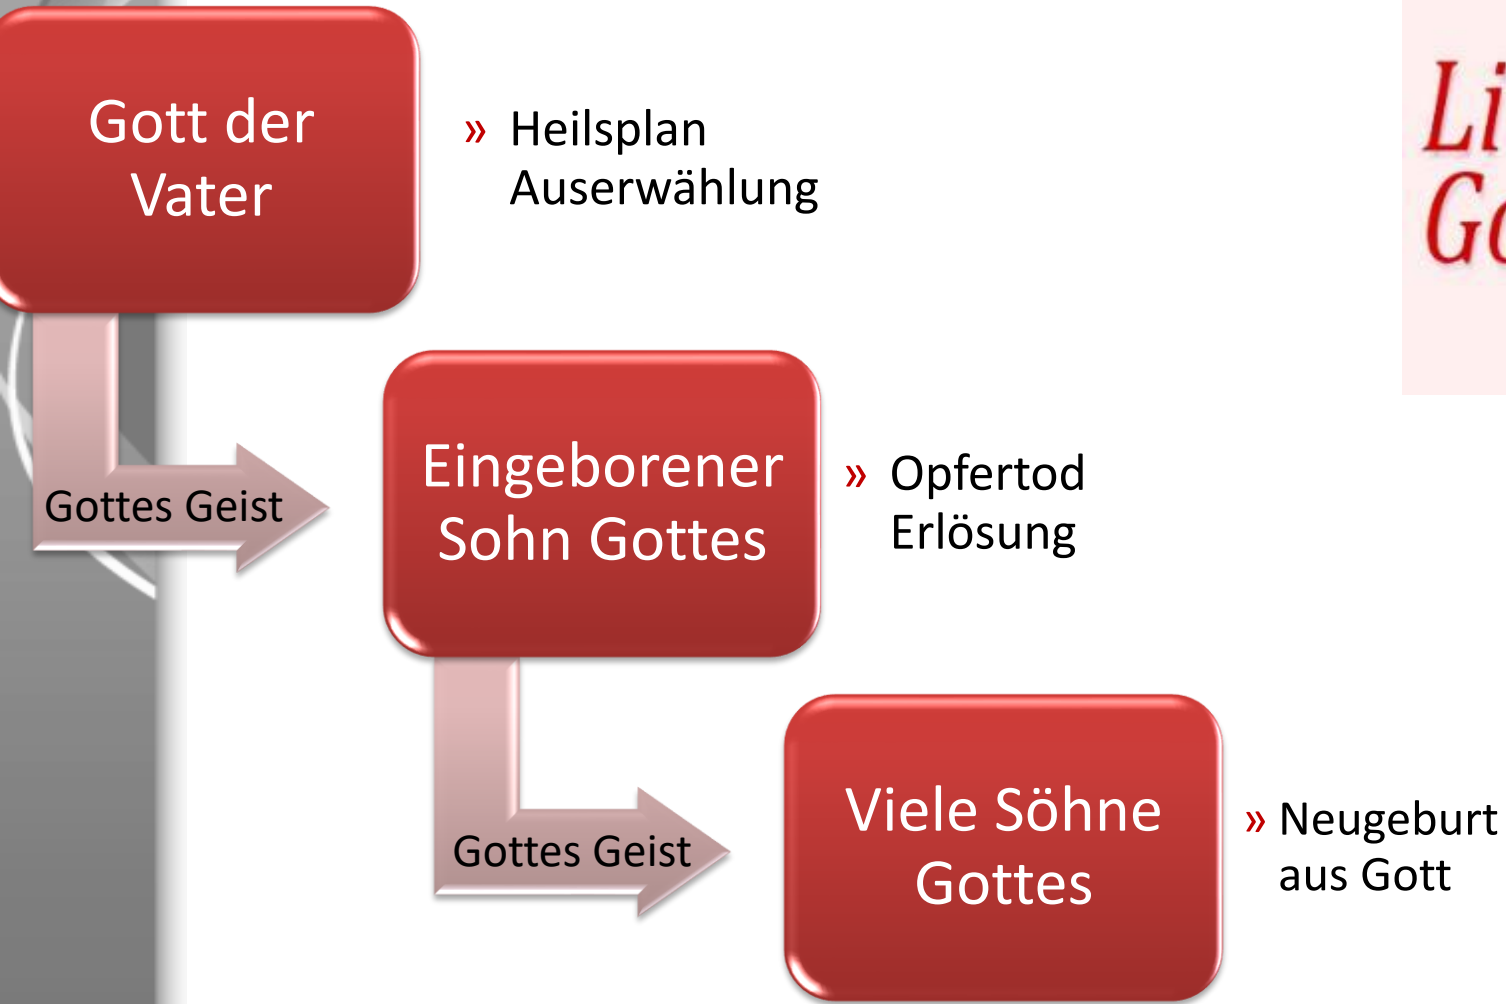 Gott der
Vater
» Heilsplan
Auserwählung
Gottes Geist
Eingeborener
Sohn Gottes
» Opfertod
Erlösung
Gottes Geist
Viele Söhne
Gottes
» Neugeburt
aus Gott